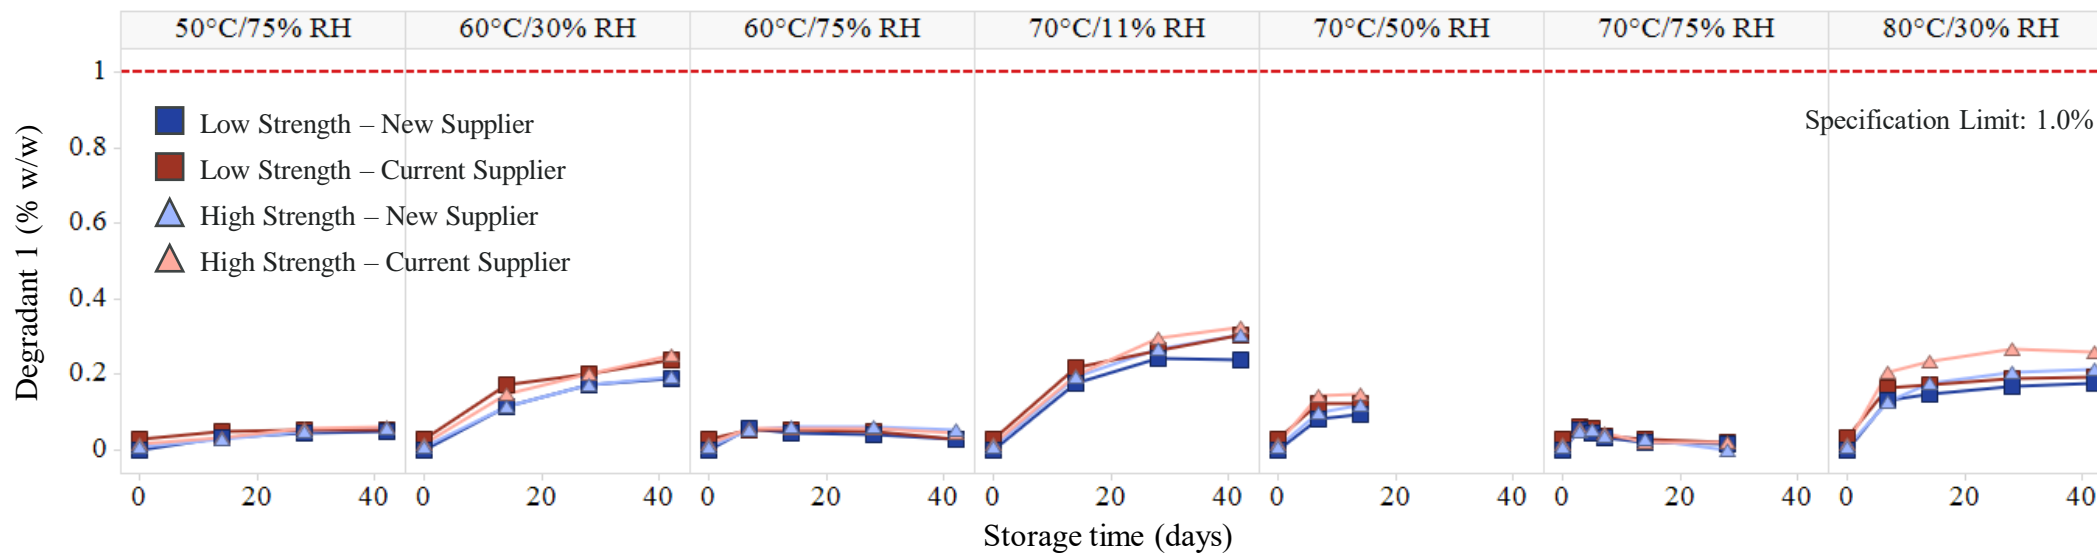 50°C/75% RH 60°C/30% RH 60°C/75% RH 70°C/11% RH 70°C/50% RH 70°C/75% RH 80°C/30% RH
Degradant 1 (% w/w)
1
0.8
0.6
0.4
0.2
0
Low Strength – New Supplier
Low Strength – Current Supplier
High Strength – New Supplier
High Strength – Current Supplier
Specification Limit: 1.0%
0 20 40 0 20 40 0 20 40 0 20 40 0 20 40 0 20 40 0 20 40
Storage time (days)